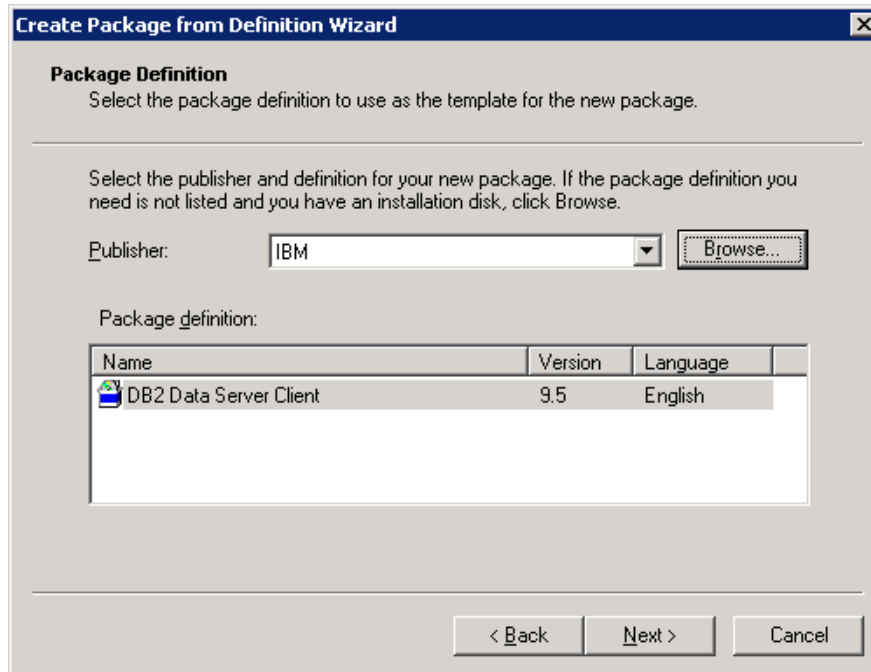 Create Package from Definition Wizard
Package Definition
Select the package definition to use as the template for the new package.
Select the publisher and definition for your new package. If the package definition you
need is not listed and you have an installation disk, click Browse.
Publisher: IBM Browse...
Package definition:
Name Version Language
DB2 Data Server Client 9.5 English
< Back Next > Cancel